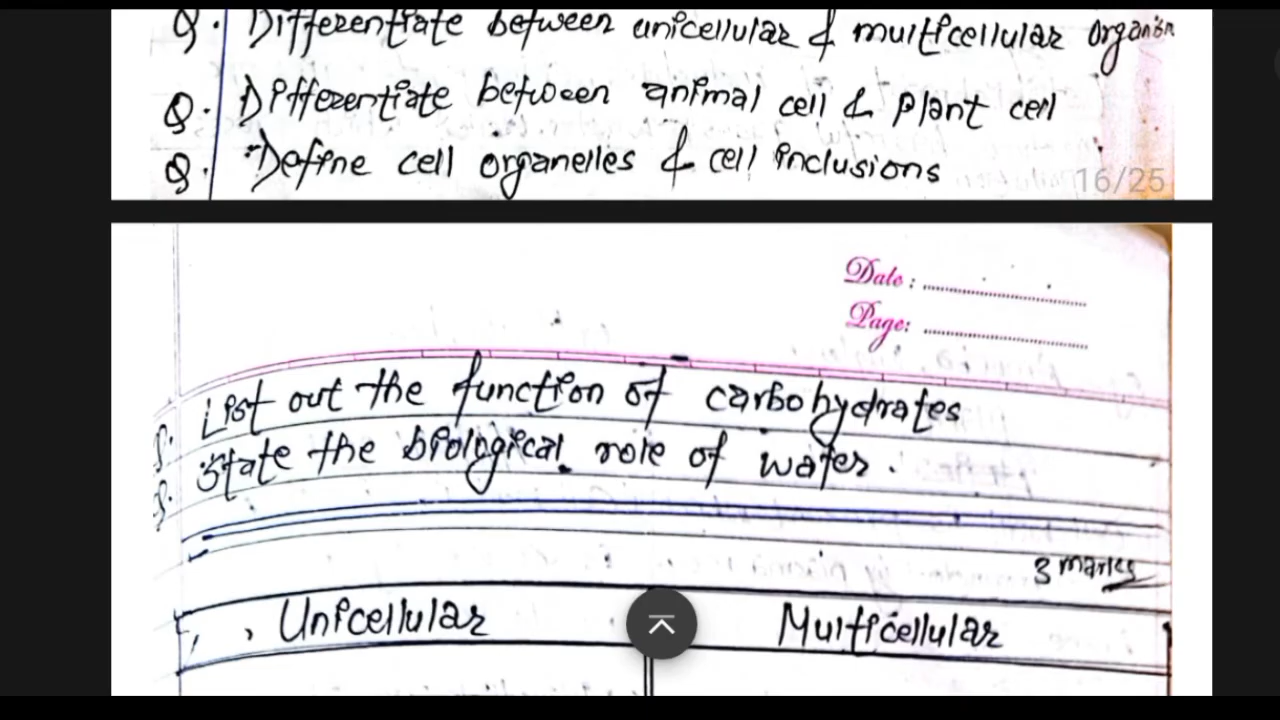 Q. Differentiate between unicellular & multicellular organism
Q. Differentiate between animal cell & plant cell
Q. Define cell organelles & cell inclusions
16/25
Date :
Page:
Q. List out the function of carbohydrates
Q. State the biological role of water.
3 marks
Unicellular Multicellular